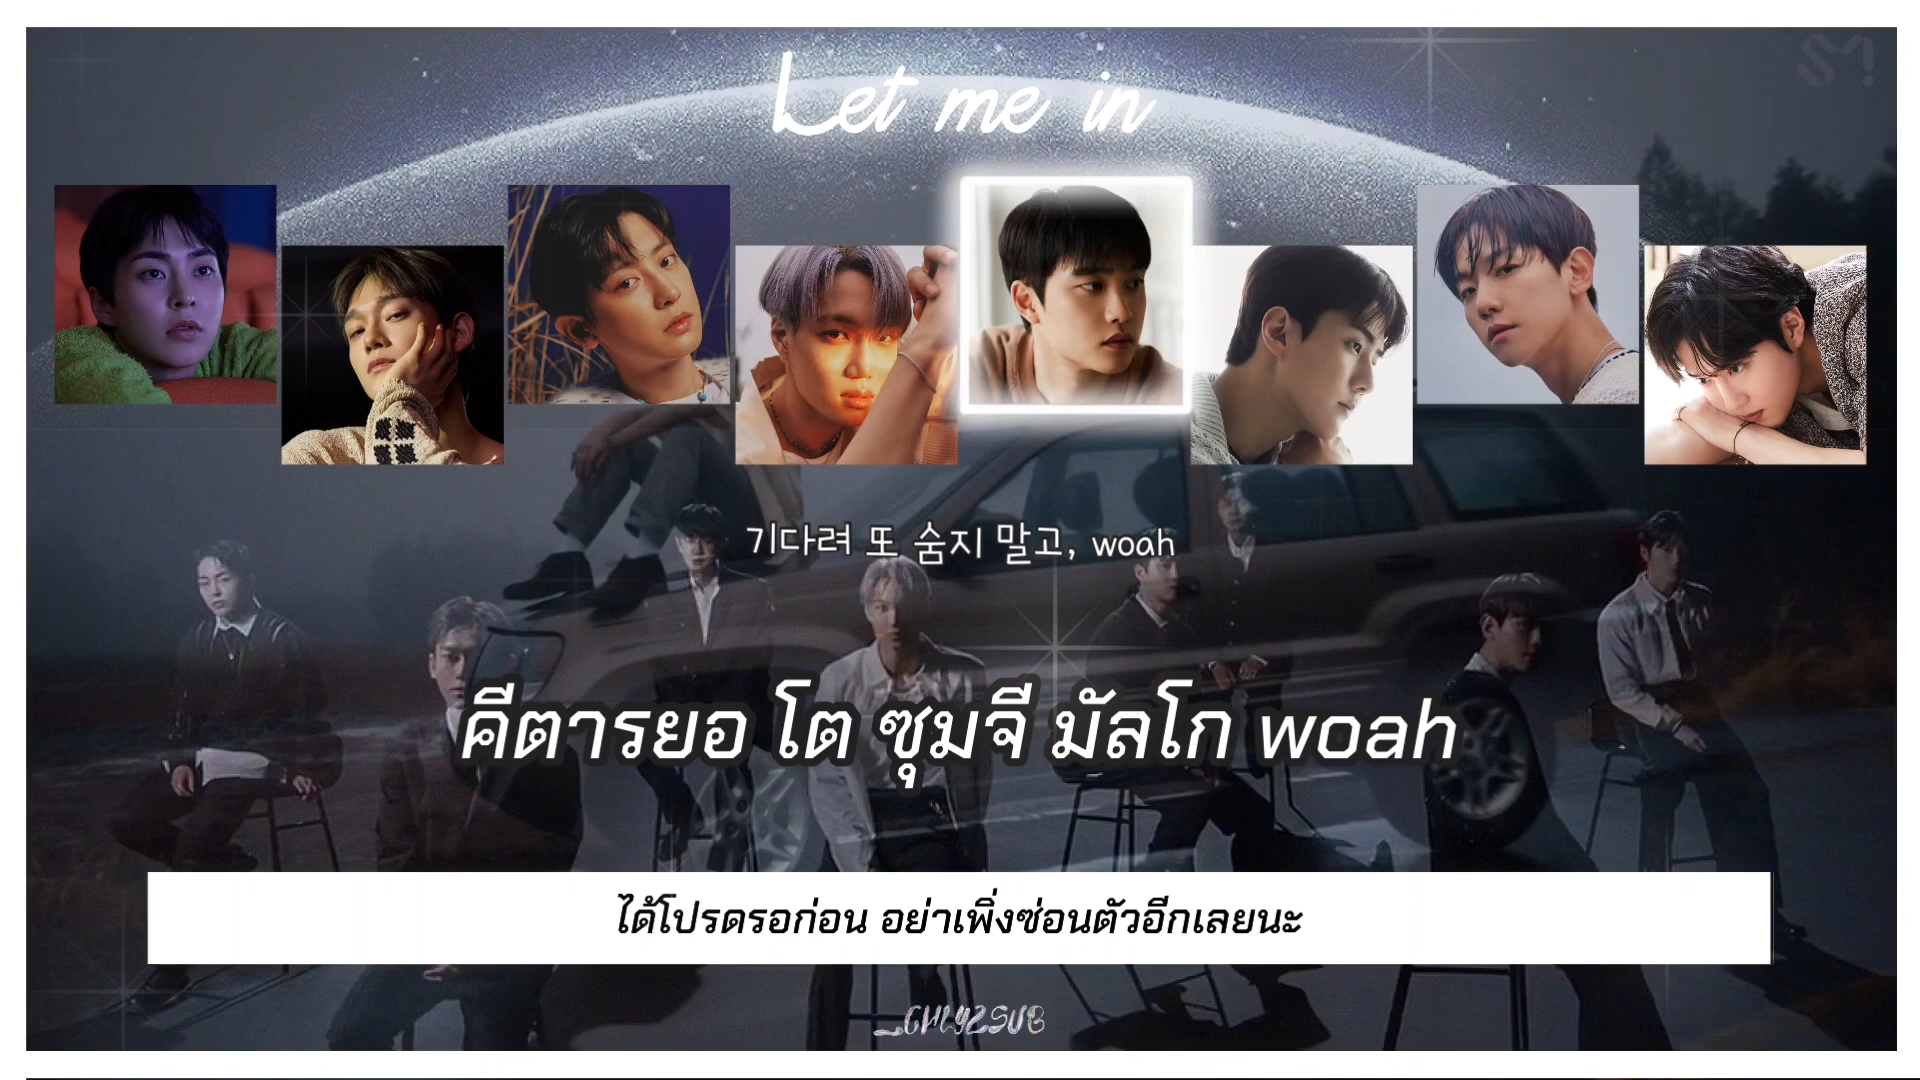 Let me in
기다려 또 숨지 말고, woah
คีตารยอ โต ซุมจี มัลโก woah
ได้โปรดรอก่อน อย่าเพิ่งซ่อนตัวอีกเลยนะ
_CHLYZSUB